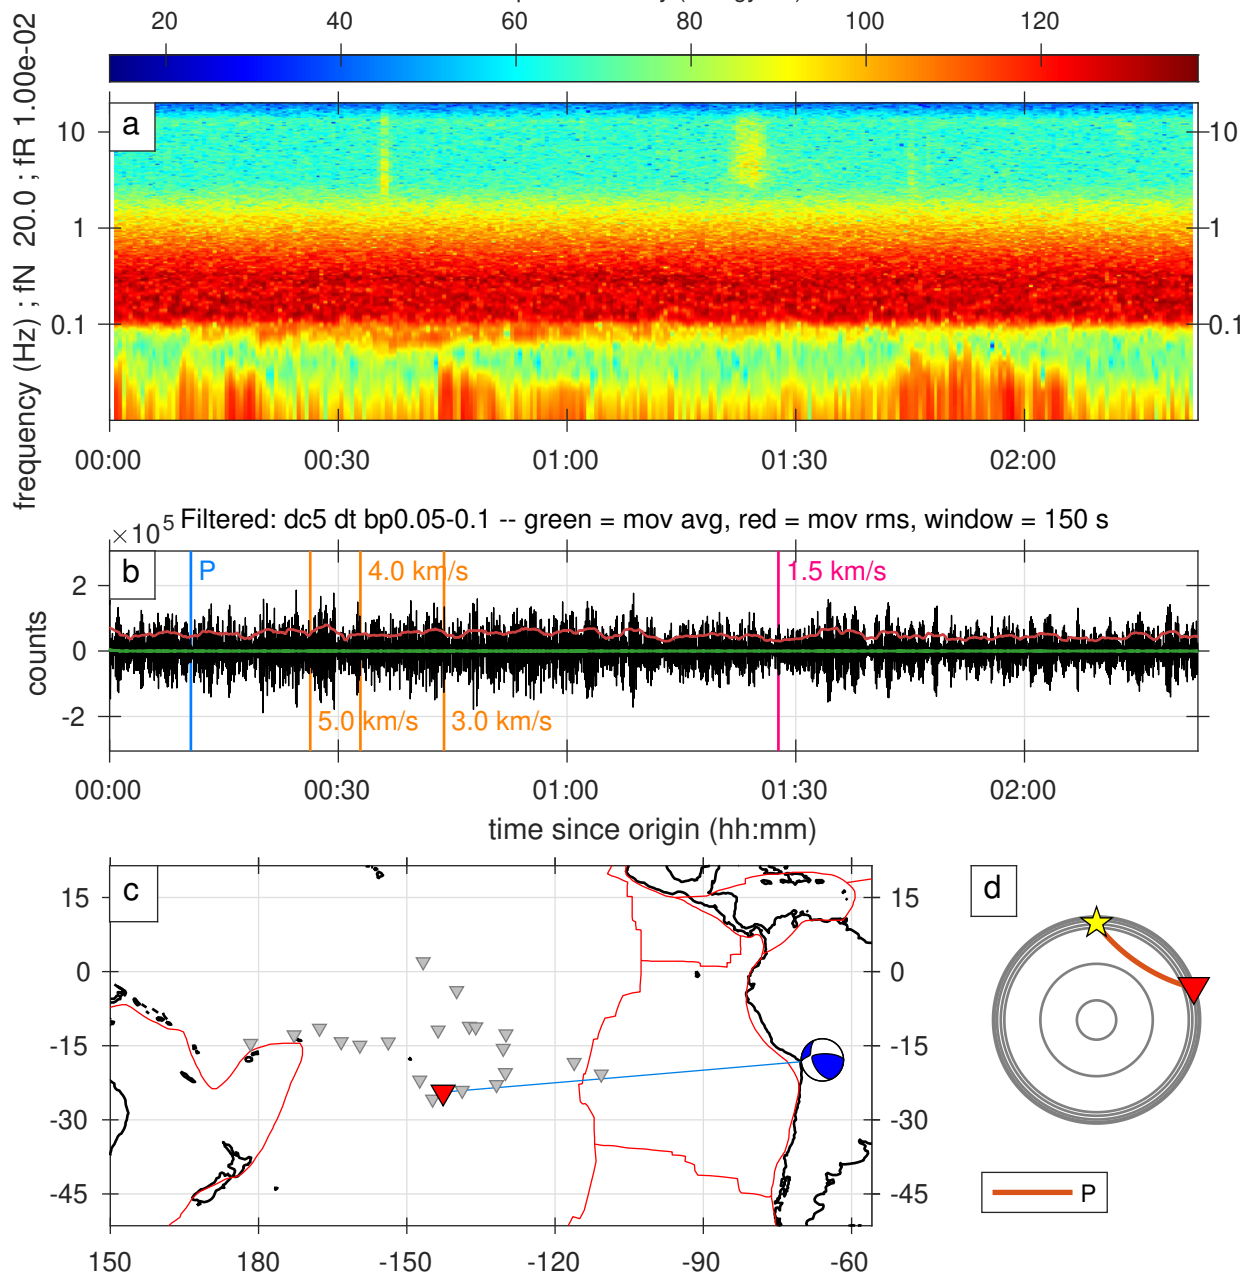 20 40 60 80 100 120
a
frequency (Hz) ; fN 20.0 ; fR 1.00e-02
10 1 0.1
10 1 0.1
00:00 00:30 01:00 01:30 02:00
×10^5 Filtered: dc5 dt bp0.05-0.1 -- green = mov avg, red = mov rms, window = 150 s
b
P 4.0 km/s 1.5 km/s
counts
2 0 -2
5.0 km/s 3.0 km/s
00:00 00:30 01:00 01:30 02:00
time since origin (hh:mm)
c
15 0 -15 -30 -45
15 0 -15 -30 -45
150 180 -150 -120 -90 -60
d
P